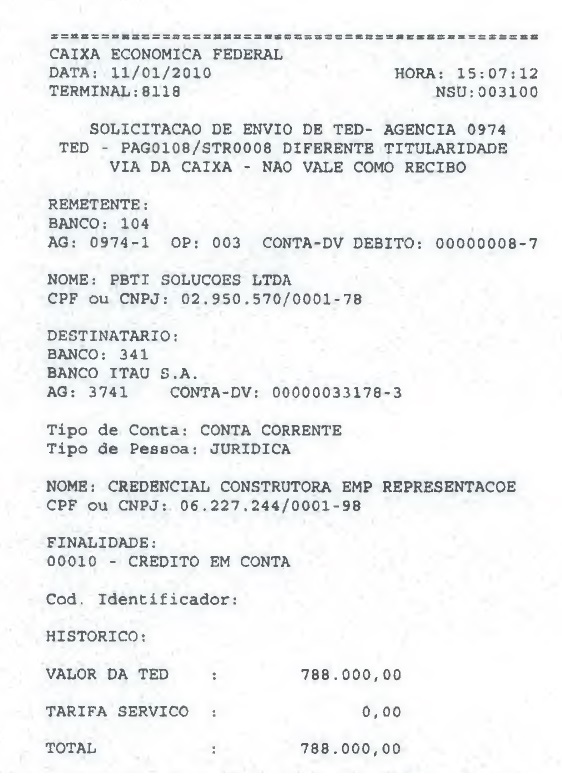 ================================================
CAIXA ECONOMICA FEDERAL
DATA: 11/01/2010 HORA: 15:07:12
TERMINAL:8118 NSU:003100
SOLICITACAO DE ENVIO DE TED- AGENCIA 0974
TED - PAG0108/STR0008 DIFERENTE TITULARIDADE
VIA DA CAIXA - NAO VALE COMO RECIBO
REMETENTE:
BANCO: 104
AG: 0974-1 OP: 003 CONTA-DV DEBITO: 00000008-7
NOME: PBTI SOLUCOES LTDA
CPF ou CNPJ: 02.950.570/0001-78
DESTINATARIO:
BANCO: 341
BANCO ITAU S.A.
AG: 3741 CONTA-DV: 00000033178-3
Tipo de Conta: CONTA CORRENTE
Tipo de Pessoa: JURIDICA
NOME: CREDENCIAL CONSTRUTORA EMP REPRESENTACOE
CPF ou CNPJ: 06.227.244/0001-98
FINALIDADE:
00010 - CREDITO EM CONTA
Cod. Identificador:
HISTORICO:
VALOR DA TED : 788.000,00
TARIFA SERVICO : 0,00
TOTAL : 788.000,00